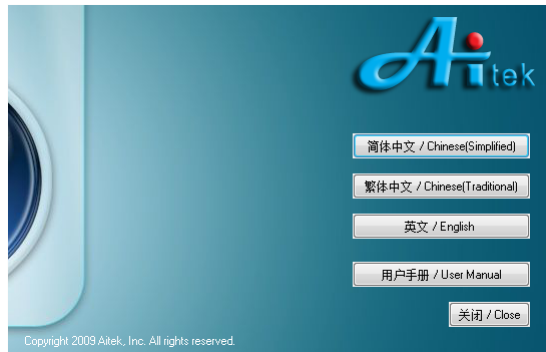 Aitek
简体中文 / Chinese(Simplified)
繁体中文 / Chinese(Traditional)
英文 / English
用户手册 / User Manual
关闭 / Close
Copyright 2009 Aitek, Inc. All rights reserved.